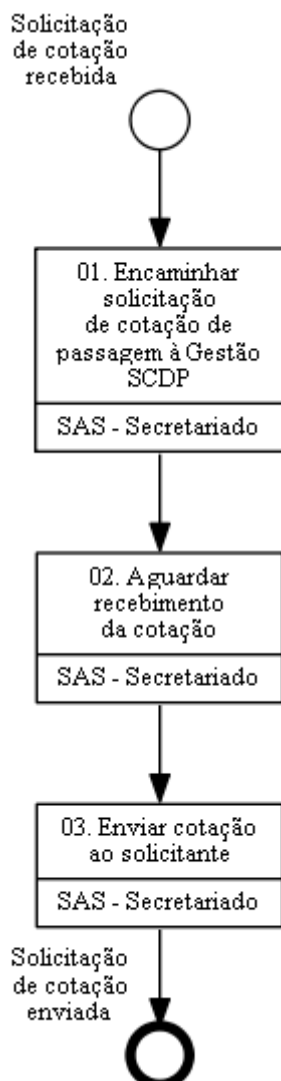 Solicitação
de cotação
recebida
01. Encaminhar
solicitação
de cotação de
passagem à Gestão
SCDP
SAS - Secretariado
02. Aguardar
recebimento
da cotação
SAS - Secretariado
03. Enviar cotação
ao solicitante
SAS - Secretariado
Solicitação
de cotação
enviada